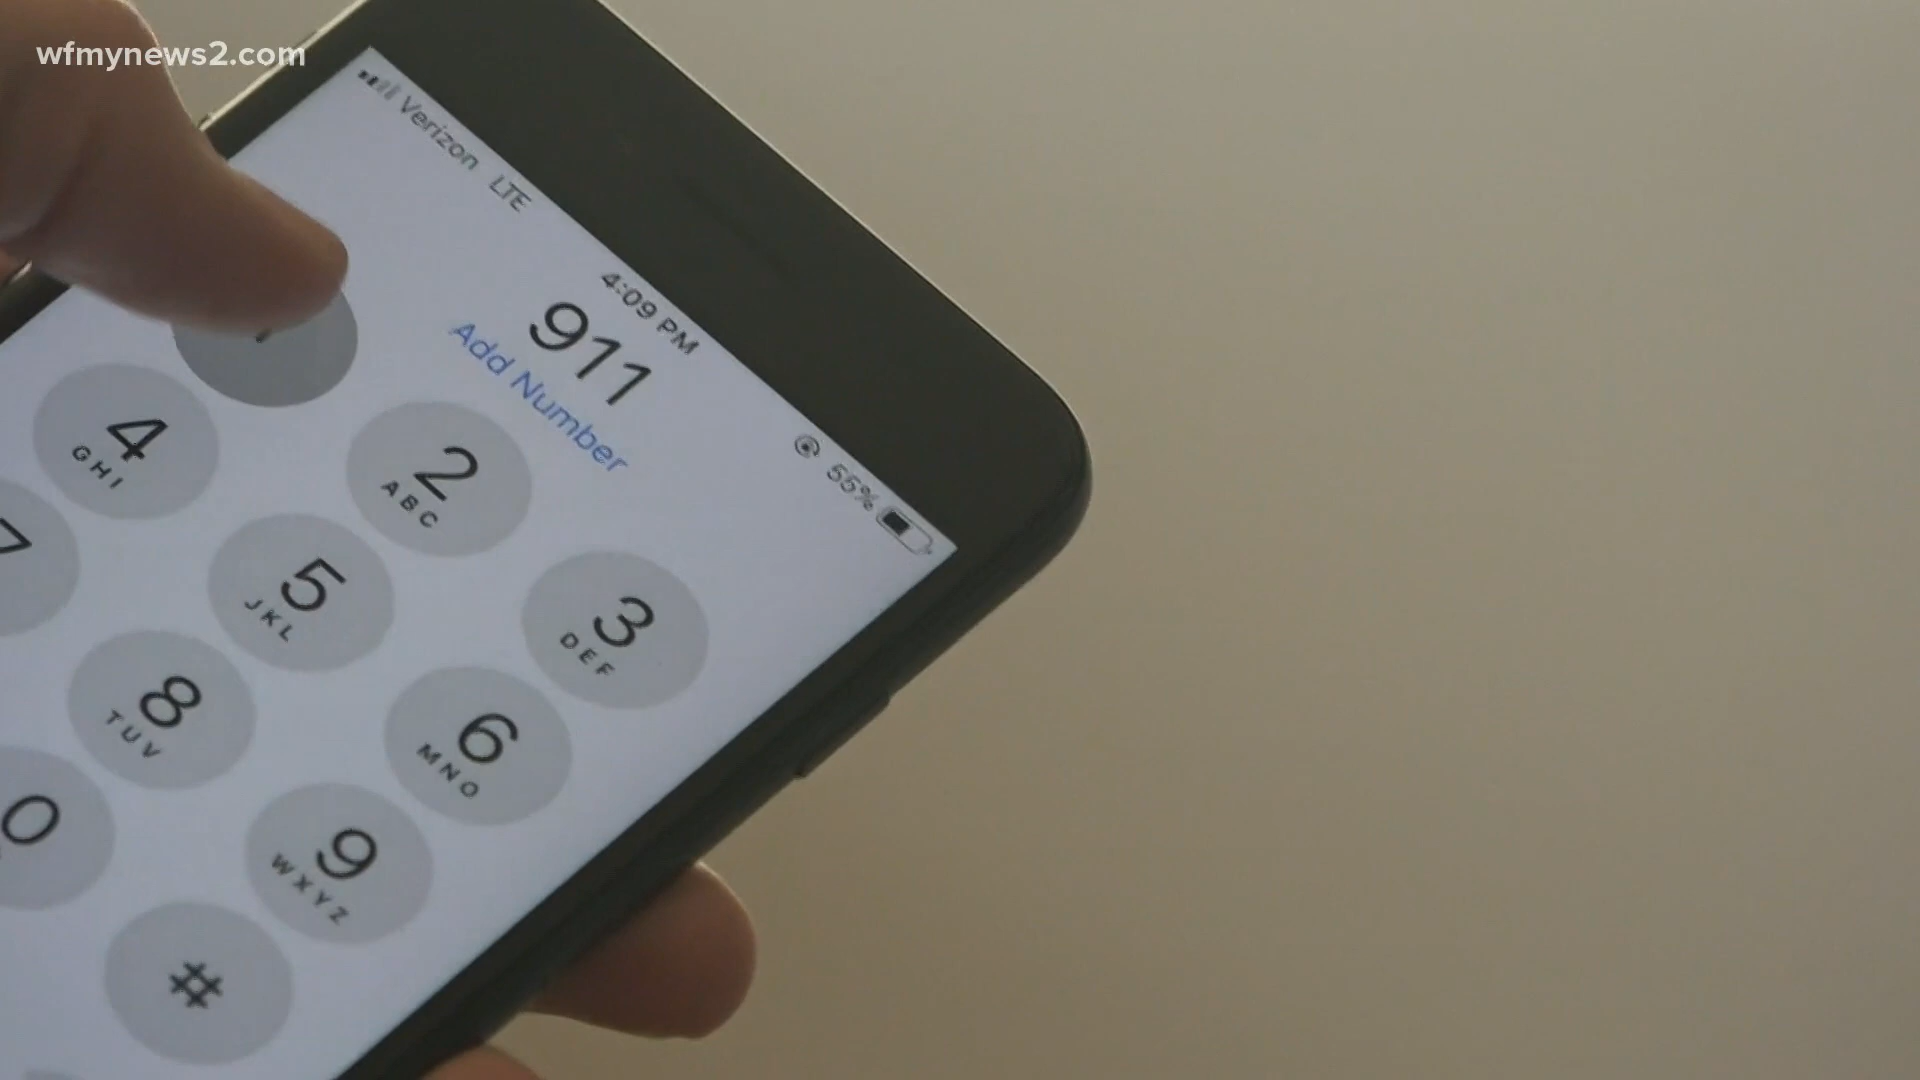 wfmynews2.com
Verizon LTE
4:09 PM
55%
911
Add Number
2
ABC
3
DEF
4
GHI
5
JKL
6
MNO
7
8
TUV
9
WXYZ
0
#